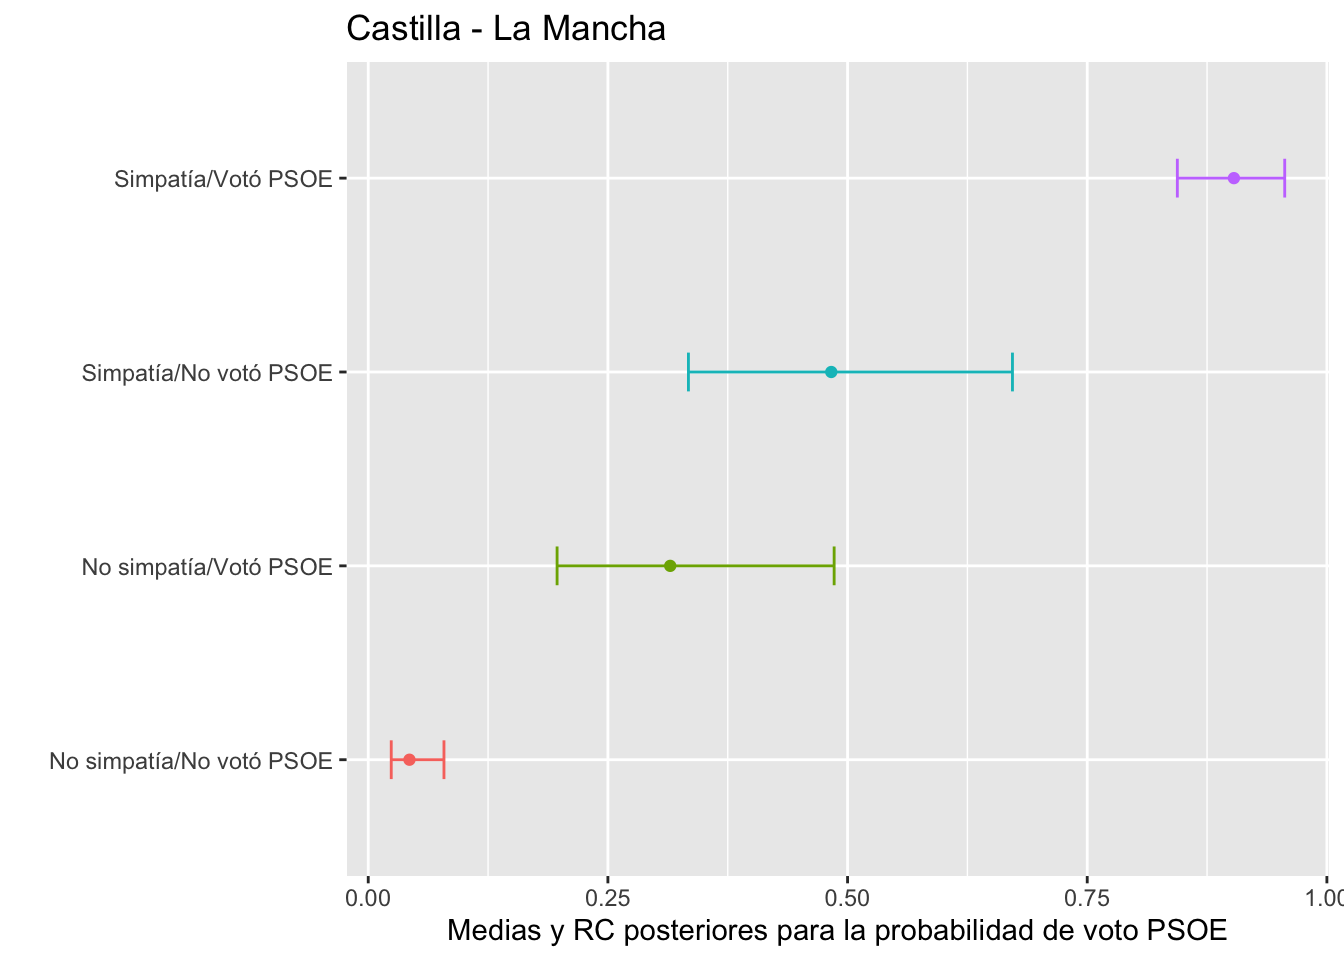 Castilla - La Mancha
Simpatía/Votó PSOE
Simpatía/No votó PSOE
No simpatía/Votó PSOE
No simpatía/No votó PSOE
0.00 0.25 0.50 0.75 1.00
Medias y RC posteriores para la probabilidad de voto PSOE